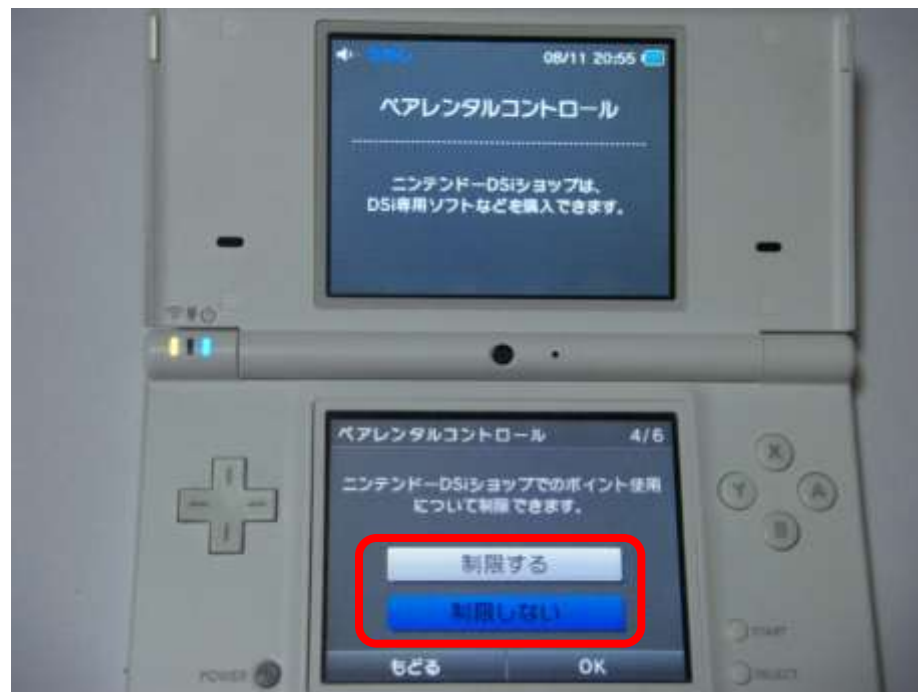 08/11 20:55
ペアレンタルコントロール
ニンテンドーDSiショップは、
DSi専用ソフトなどを購入できます。
ペアレンタルコントロール 4/6
ニンテンドーDSiショップでのポイント使用
について制限できます。
制限する
制限しない
もどる OK
X
Y A
B
START
SELECT
POWER